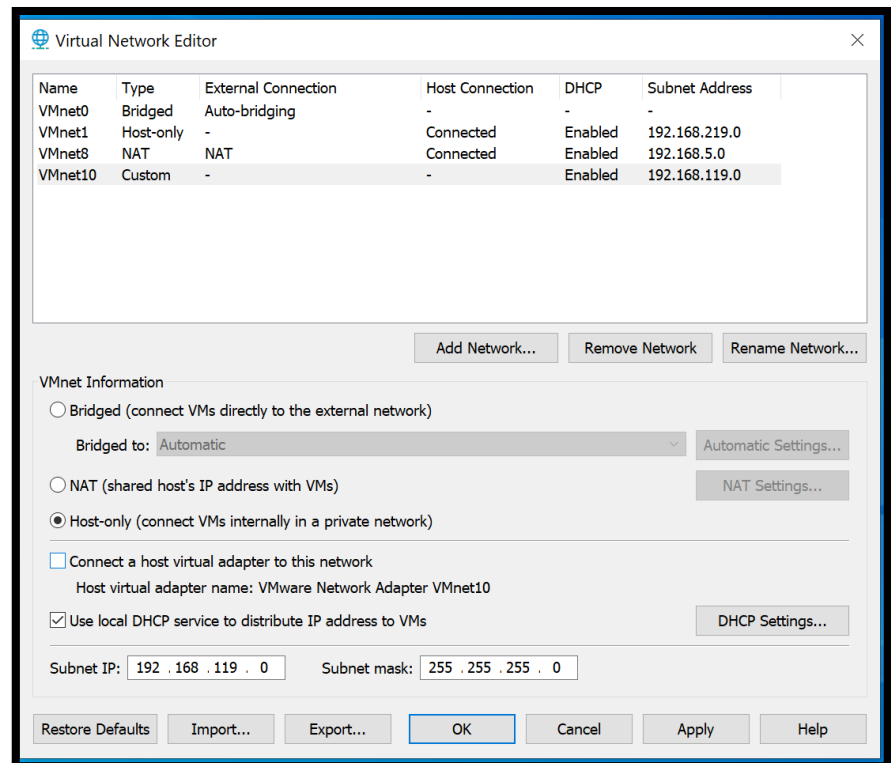 Virtual Network Editor
Name Type External Connection Host Connection DHCP Subnet Address
VMnet0 Bridged Auto-bridging - - -
VMnet1 Host-only - Connected Enabled 192.168.219.0
VMnet8 NAT NAT Connected Enabled 192.168.5.0
VMnet10 Custom - - Enabled 192.168.119.0
Add Network... Remove Network Rename Network...
VMnet Information
Bridged (connect VMs directly to the external network)
Bridged to: Automatic Automatic Settings...
NAT (shared host's IP address with VMs) NAT Settings...
Host-only (connect VMs internally in a private network)
Connect a host virtual adapter to this network
Host virtual adapter name: VMware Network Adapter VMnet10
Use local DHCP service to distribute IP address to VMs DHCP Settings...
Subnet IP: 192 . 168 . 119 . 0 Subnet mask: 255 . 255 . 255 . 0
Restore Defaults Import... Export... OK Cancel Apply Help